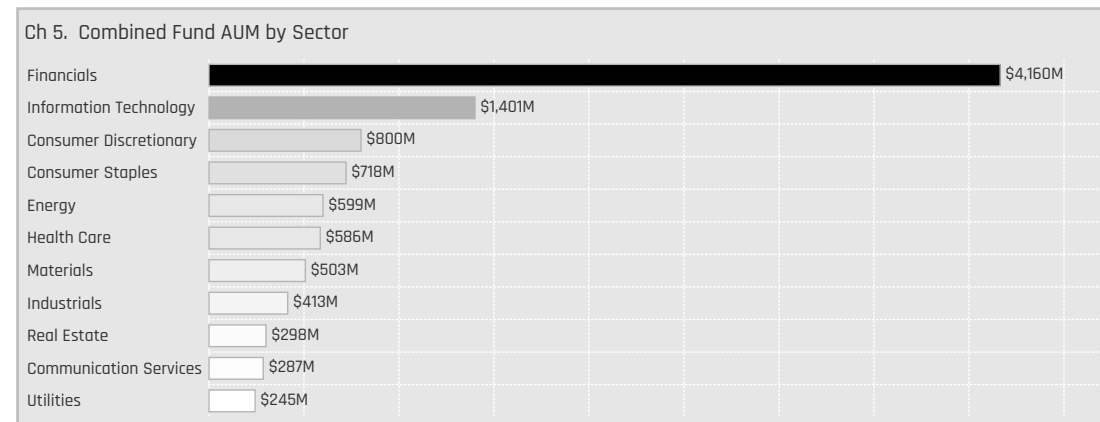 Ch 5. Combined Fund AUM by Sector
Financials $4,160M
Information Technology $1,401M
Consumer Discretionary $800M
Consumer Staples $718M
Energy $599M
Health Care $586M
Materials $503M
Industrials $413M
Real Estate $298M
Communication Services $287M
Utilities $245M